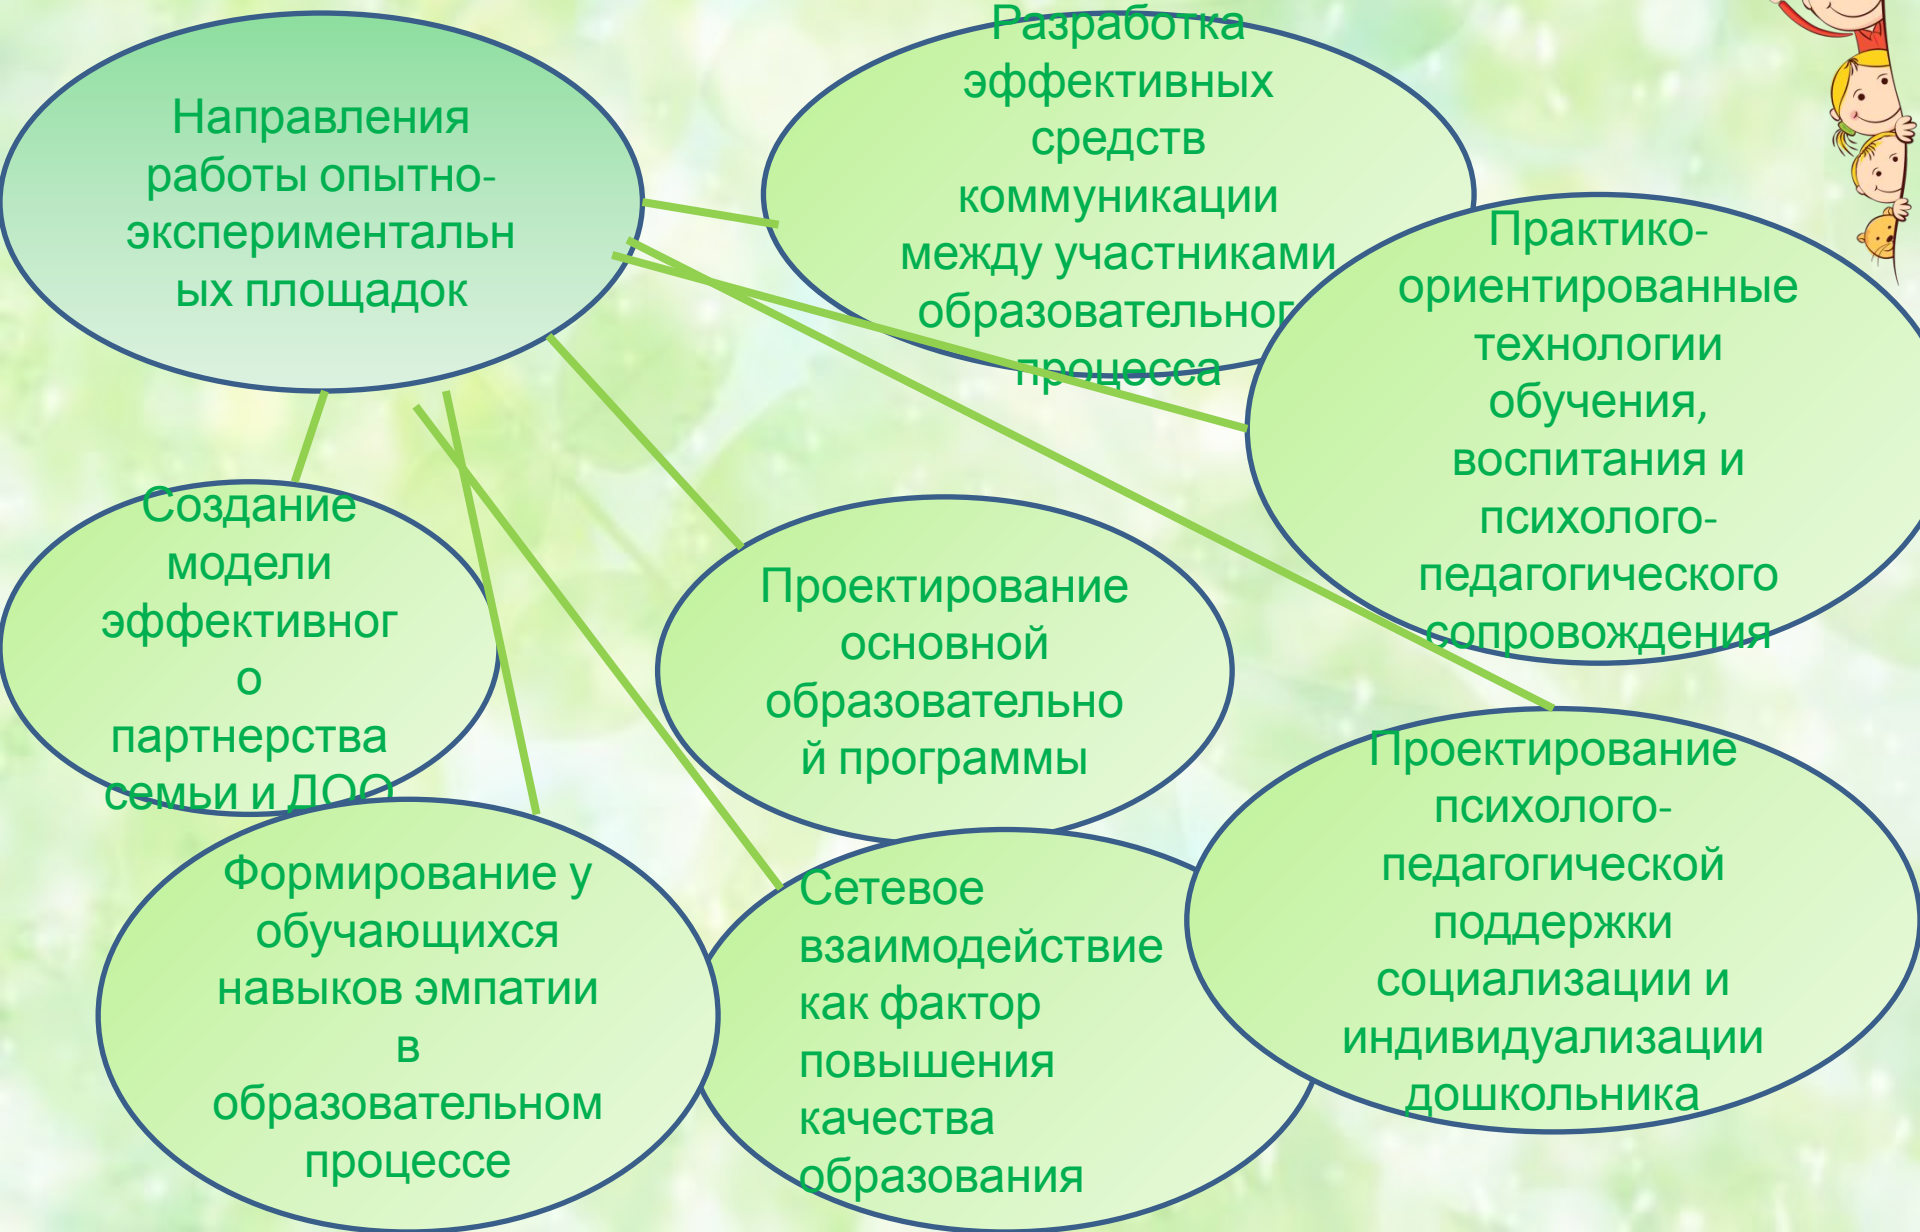 Направления
работы опытно-
экспериментальн
ых площадок
Разработка
эффективных
средств
коммуникации
между участниками
образовательног
процесса
Практико-
ориентированные
технологии
обучения,
воспитания и
психолого-
педагогического
сопровождения
Создание
модели
эффективног
о
партнерства
семьи и ДОО
Проектирование
основной
образовательно
й программы
Проектирование
психолого-
педагогической
поддержки
социализации и
индивидуализации
дошкольника
Формирование у
обучающихся
навыков эмпатии
в
образовательном
процессе
Сетевое
взаимодействие
как фактор
повышения
качества
образования